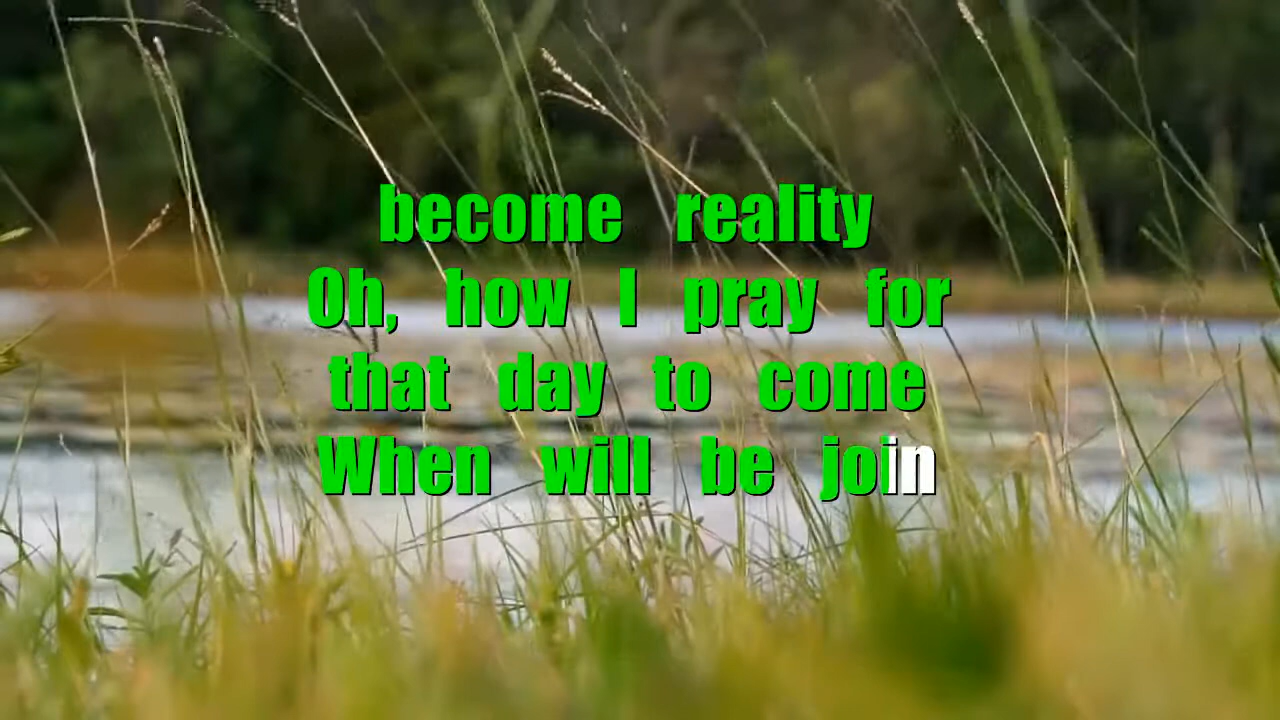 become reality
Oh, how I pray for
that day to come
When will be join